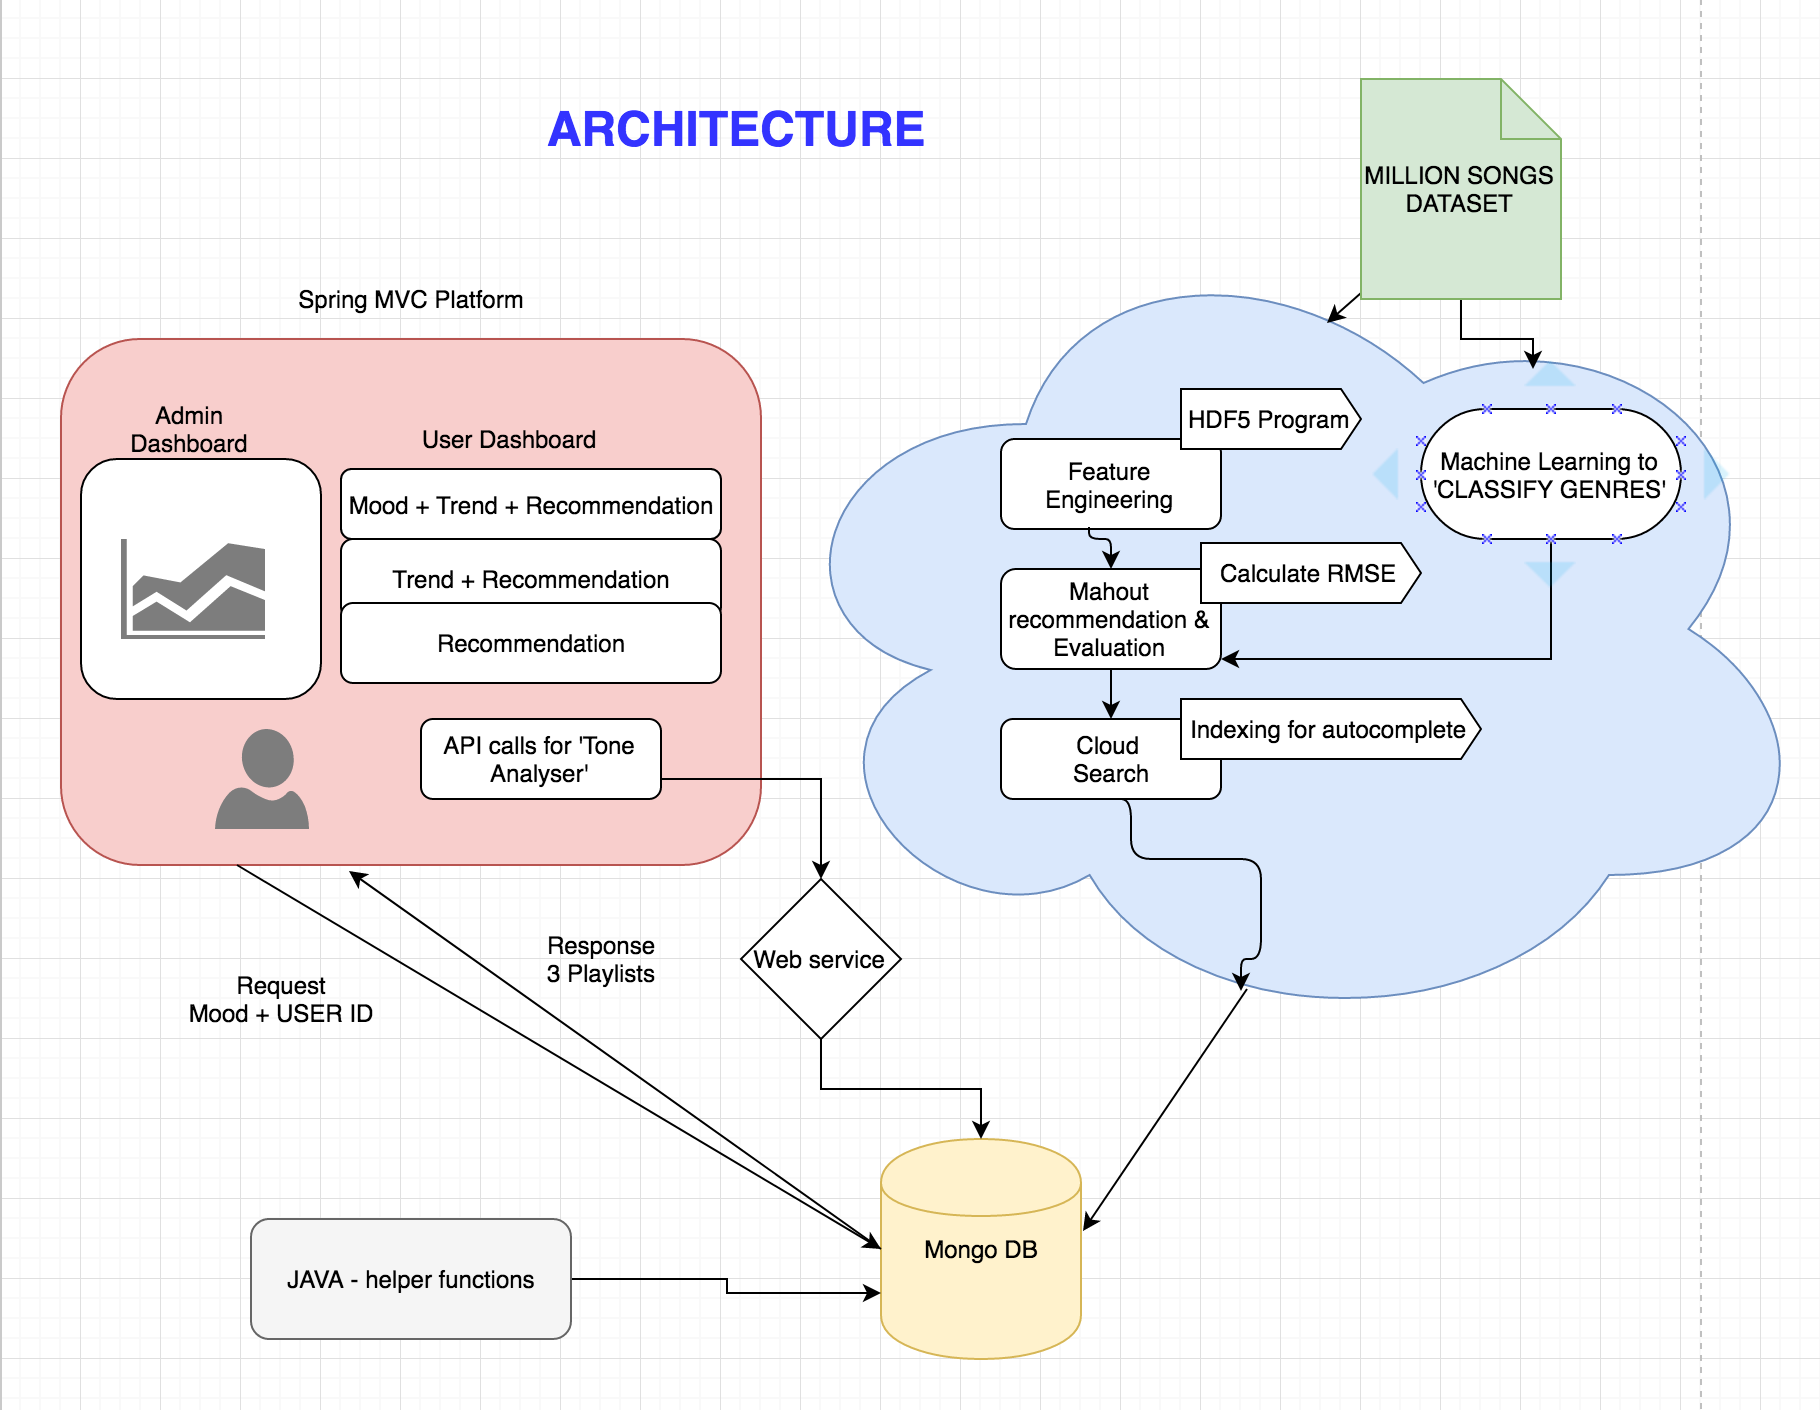 ARCHITECTURE
MILLION SONGS
DATASET
Spring MVC Platform
Admin
Dashboard
User Dashboard
Mood + Trend + Recommendation
Trend + Recommendation
Recommendation
API calls for 'Tone
Analyser'
HDF5 Program
Feature
Engineering
Machine Learning to
'CLASSIFY GENRES'
Calculate RMSE
Mahout
recommendation &
Evaluation
Indexing for autocomplete
Cloud
Search
Web service
Response
3 Playlists
Request
Mood + USER ID
Mongo DB
JAVA - helper functions